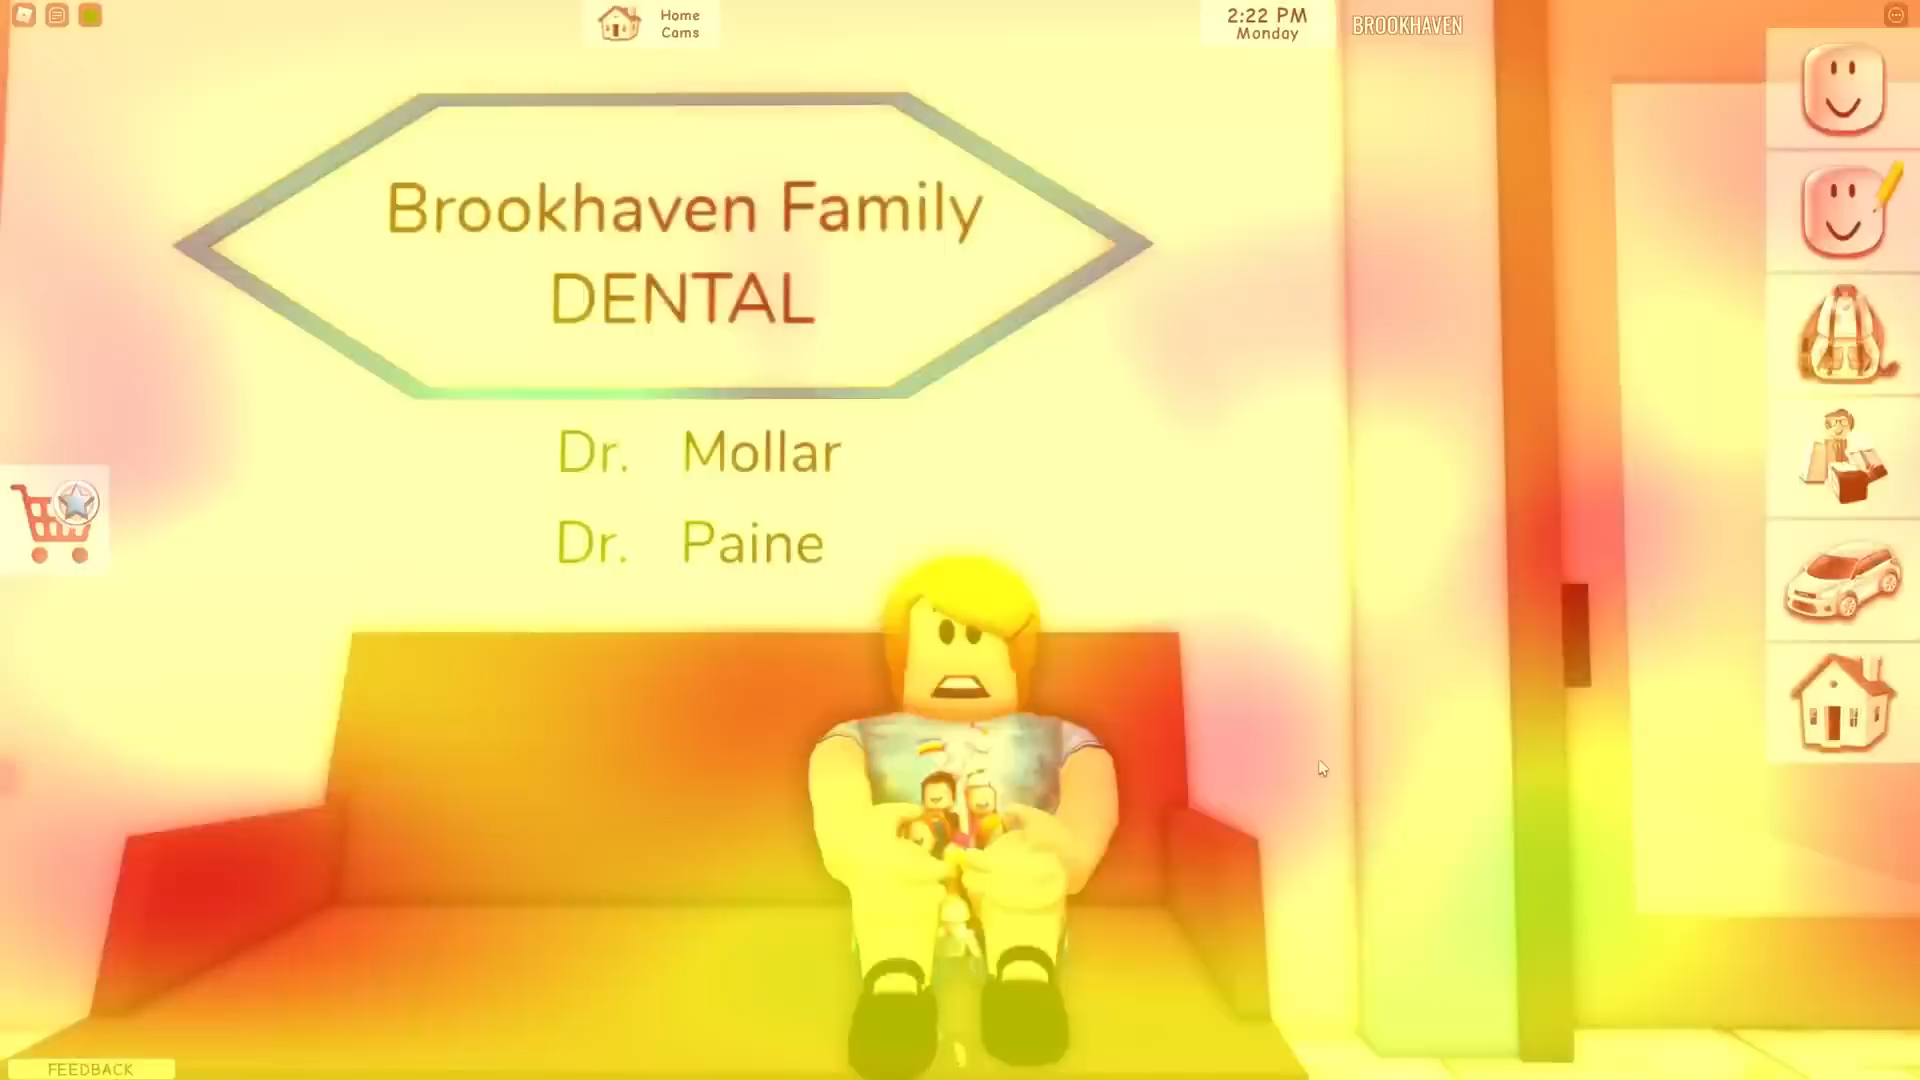 Home
Cams
2:22 PM
Monday
BROOKHAVEN
Brookhaven Family
DENTAL
Dr. Mollar
Dr. Paine
FEEDBACK